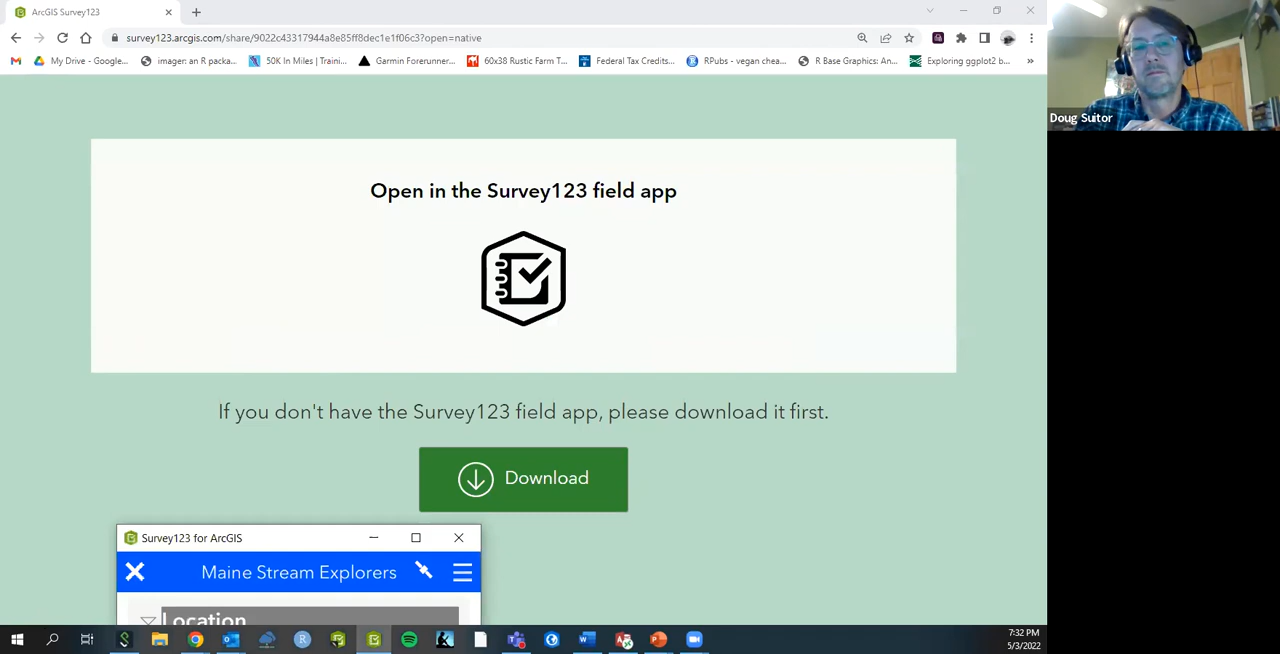 ArcGIS Survey123
survey123.arcgis.com/share/9022c43317944a8e85ff8dec1e1f06c3?open=native
My Drive - Google...
imager: an R packa...
50K In Miles | Traini...
Garmin Forerunner...
60x38 Rustic Farm T...
Federal Tax Credits...
RPubs - vegan chea...
R Base Graphics: An...
Exploring ggplot2 b...
»
Doug Suitor
Open in the Survey123 field app
If you don't have the Survey123 field app, please download it first.
Download
Survey123 for ArcGIS
Maine Stream Explorers
Location
7:32 PM
5/3/2022